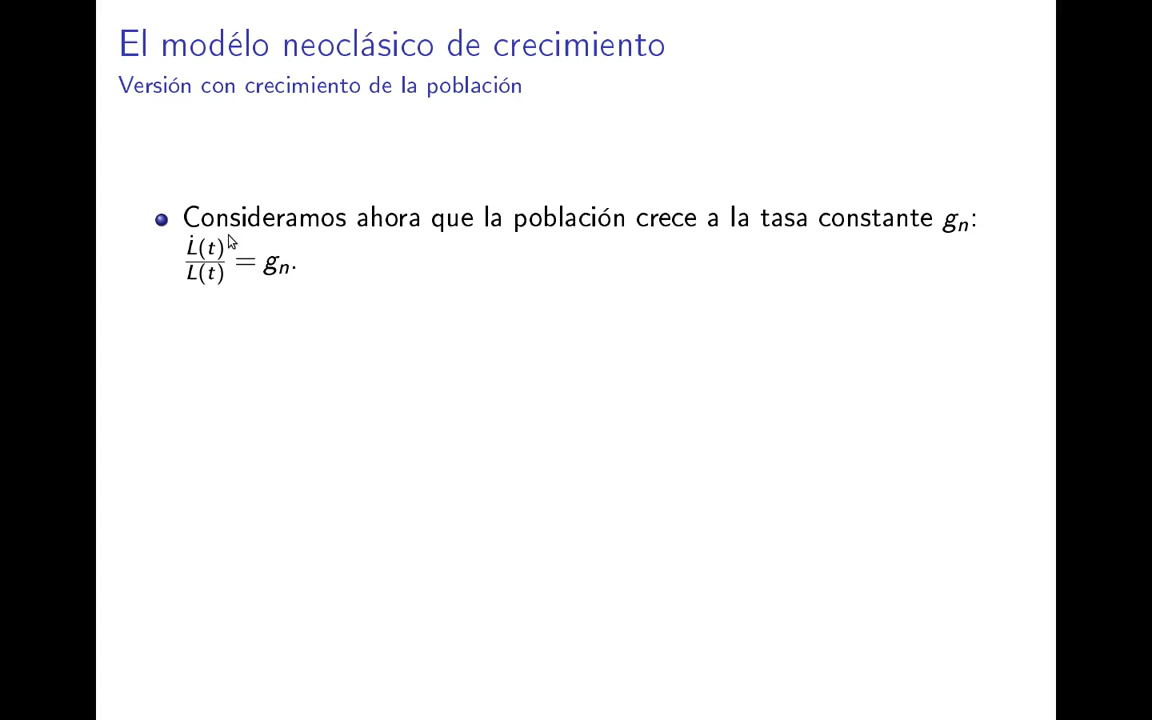 El modélo neoclásico de crecimiento
Versión con crecimiento de la población
Consideramos ahora que la población crece a la tasa constante gₙ:
L̇(t)/L(t) = gₙ.